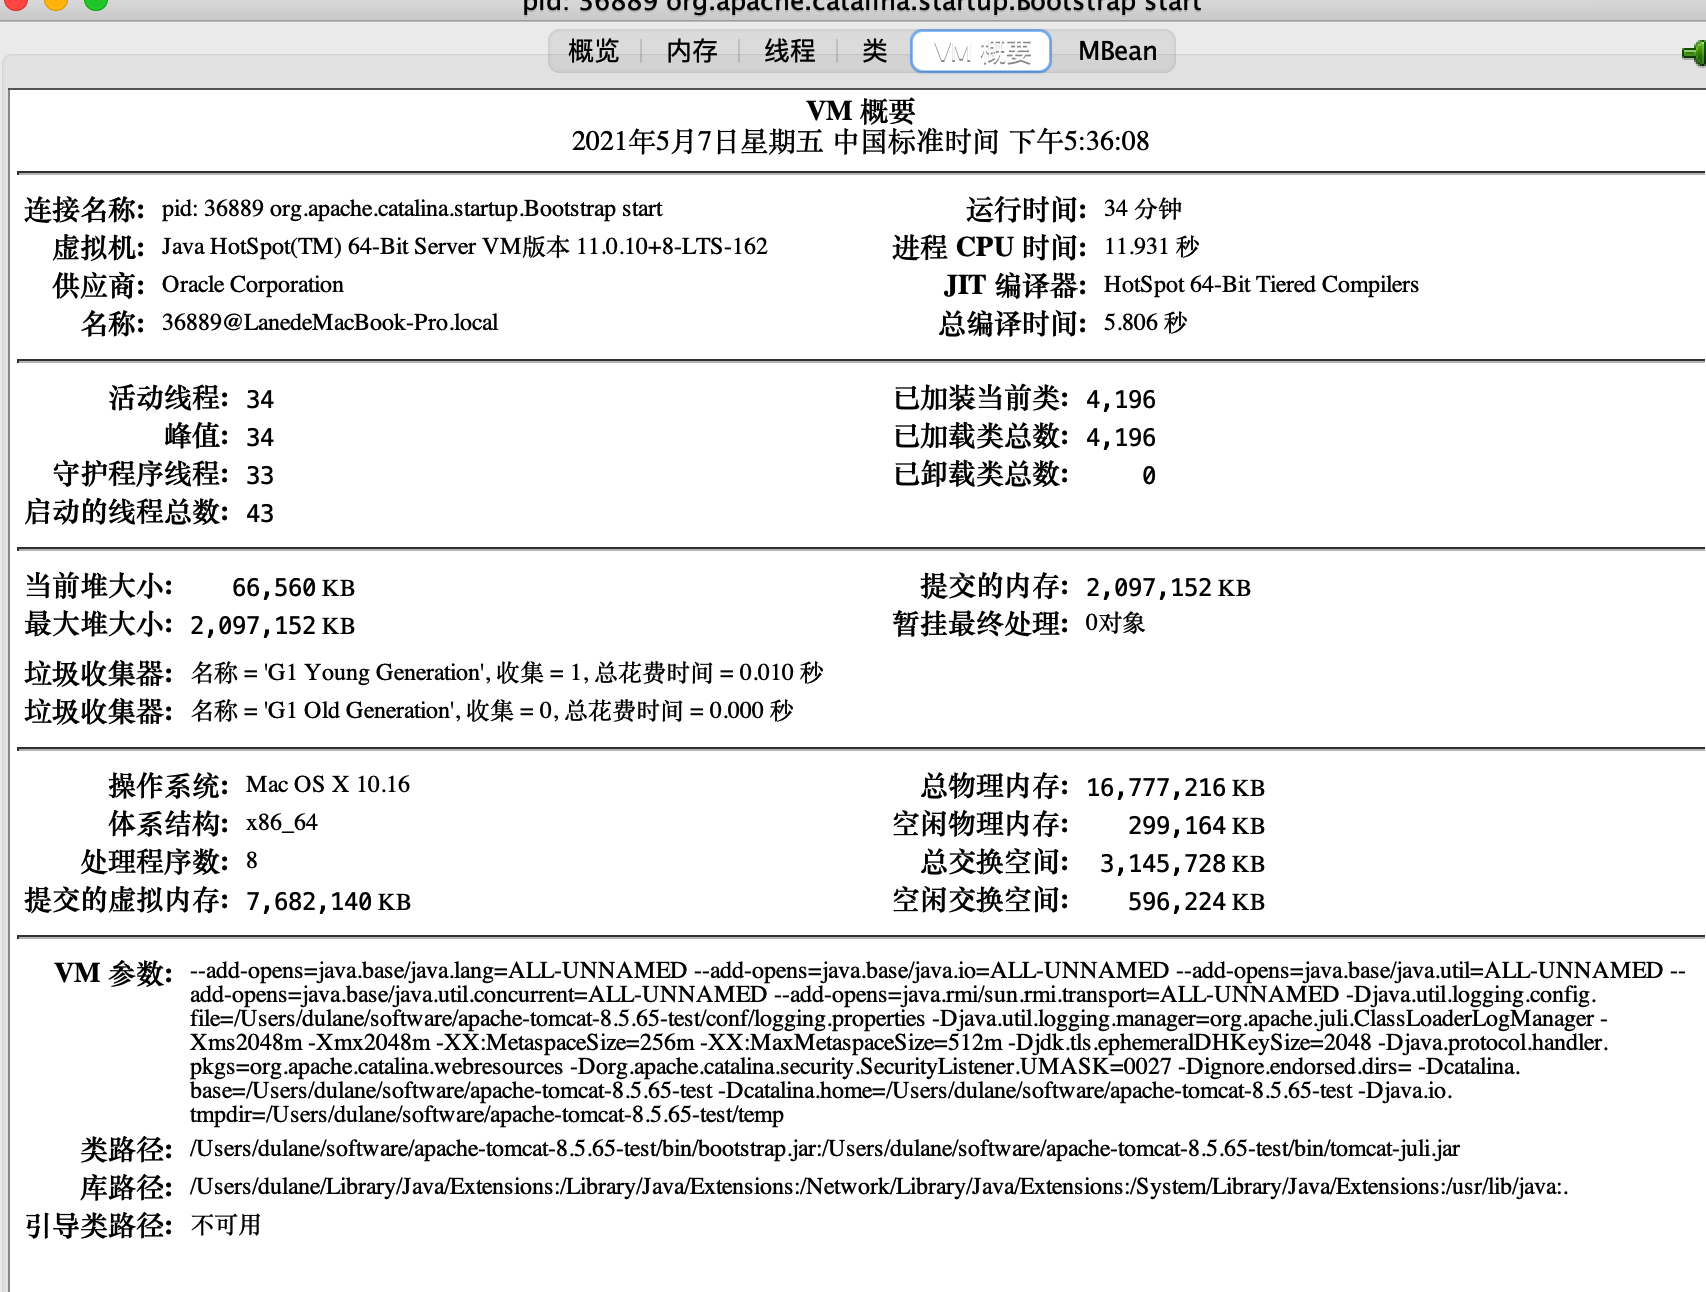 pid: 36889 org.apache.catalina.startup.Bootstrap start
概览 内存 线程 类 VM 概要 MBean
VM 概要
2021年5月7日星期五 中国标准时间 下午5:36:08
连接名称: pid: 36889 org.apache.catalina.startup.Bootstrap start 运行时间: 34 分钟
虚拟机: Java HotSpot(TM) 64-Bit Server VM版本 11.0.10+8-LTS-162 进程 CPU 时间: 11.931 秒
供应商: Oracle Corporation JIT 编译器: HotSpot 64-Bit Tiered Compilers
名称: 36889@LanedeMacBook-Pro.local 总编译时间: 5.806 秒
活动线程: 34 已加装当前类: 4,196
峰值: 34 已加载类总数: 4,196
守护程序线程: 33 已卸载类总数: 0
启动的线程总数: 43
当前堆大小: 66,560 KB 提交的内存: 2,097,152 KB
最大堆大小: 2,097,152 KB 暂挂最终处理: 0对象
垃圾收集器: 名称 = 'G1 Young Generation', 收集 = 1, 总花费时间 = 0.010 秒
垃圾收集器: 名称 = 'G1 Old Generation', 收集 = 0, 总花费时间 = 0.000 秒
操作系统: Mac OS X 10.16 总物理内存: 16,777,216 KB
体系结构: x86_64 空闲物理内存: 299,164 KB
处理程序数: 8 总交换空间: 3,145,728 KB
提交的虚拟内存: 7,682,140 KB 空闲交换空间: 596,224 KB
VM 参数: --add-opens=java.base/java.lang=ALL-UNNAMED --add-opens=java.base/java.io=ALL-UNNAMED --add-opens=java.base/java.util=ALL-UNNAMED --
add-opens=java.base/java.util.concurrent=ALL-UNNAMED --add-opens=java.rmi/sun.rmi.transport=ALL-UNNAMED -Djava.util.logging.config.
file=/Users/dulane/software/apache-tomcat-8.5.65-test/conf/logging.properties -Djava.util.logging.manager=org.apache.juli.ClassLoaderLogManager -
Xms2048m -Xmx2048m -XX:MetaspaceSize=256m -XX:MaxMetaspaceSize=512m -Djdk.tls.ephemeralDHKeySize=2048 -Djava.protocol.handler.
pkgs=org.apache.catalina.webresources -Dorg.apache.catalina.security.SecurityListener.UMASK=0027 -Dignore.endorsed.dirs= -Dcatalina.
base=/Users/dulane/software/apache-tomcat-8.5.65-test -Dcatalina.home=/Users/dulane/software/apache-tomcat-8.5.65-test -Djava.io.
tmpdir=/Users/dulane/software/apache-tomcat-8.5.65-test/temp
类路径: /Users/dulane/software/apache-tomcat-8.5.65-test/bin/bootstrap.jar:/Users/dulane/software/apache-tomcat-8.5.65-test/bin/tomcat-juli.jar
库路径: /Users/dulane/Library/Java/Extensions:/Library/Java/Extensions:/Network/Library/Java/Extensions:/System/Library/Java/Extensions:/usr/lib/java:.
引导类路径: 不可用